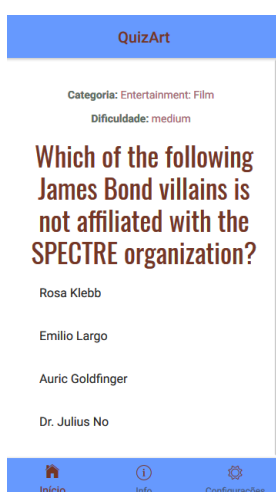 QuizArt
Categoria: Entertainment: Film
Dificuldade: medium
Which of the following
James Bond villains is
not affiliated with the
SPECTRE organization?
Rosa Klebb
Emilio Largo
Auric Goldfinger
Dr. Julius No
Início
Info
Configurações